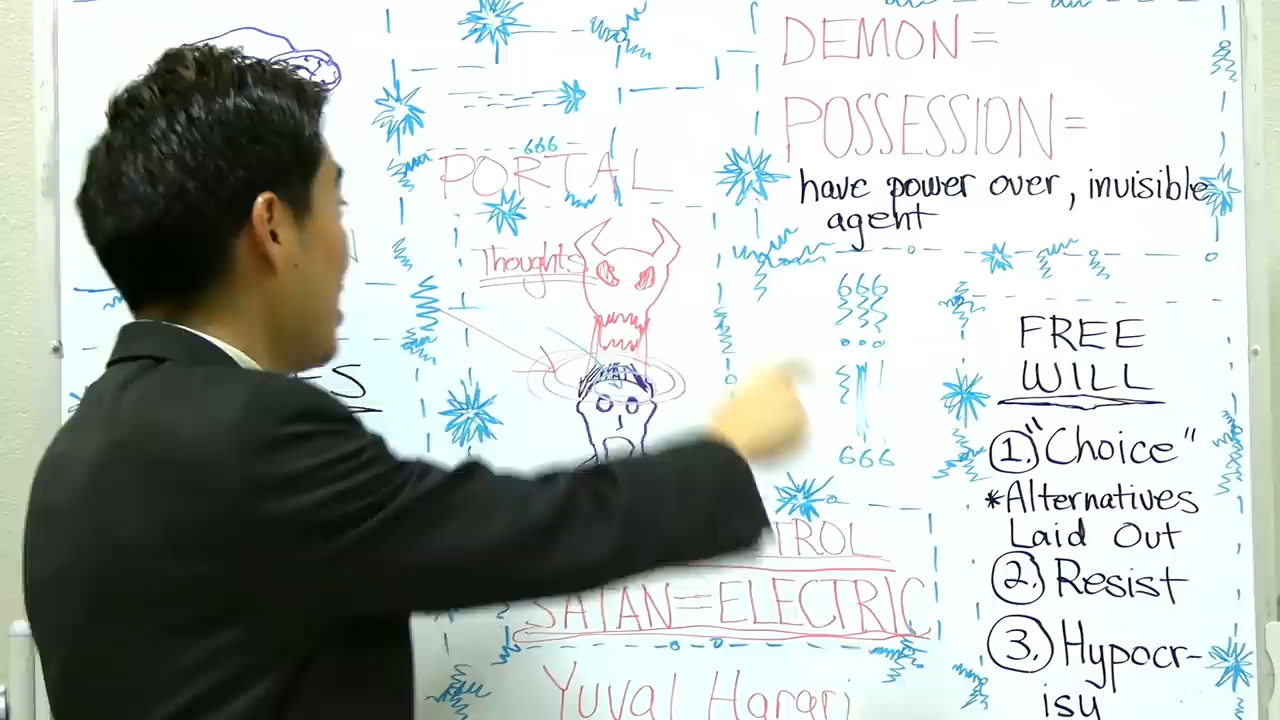 DEMON=
POSSESSION=
have power over, invisible
agent
666
PORTAL
Thoughts
666
666
FREE
WILL
1. "Choice"
*Alternatives
Laid Out
2. Resist
3. Hypocr-
isy
SATAN=ELECTRIC
Yuval Harari